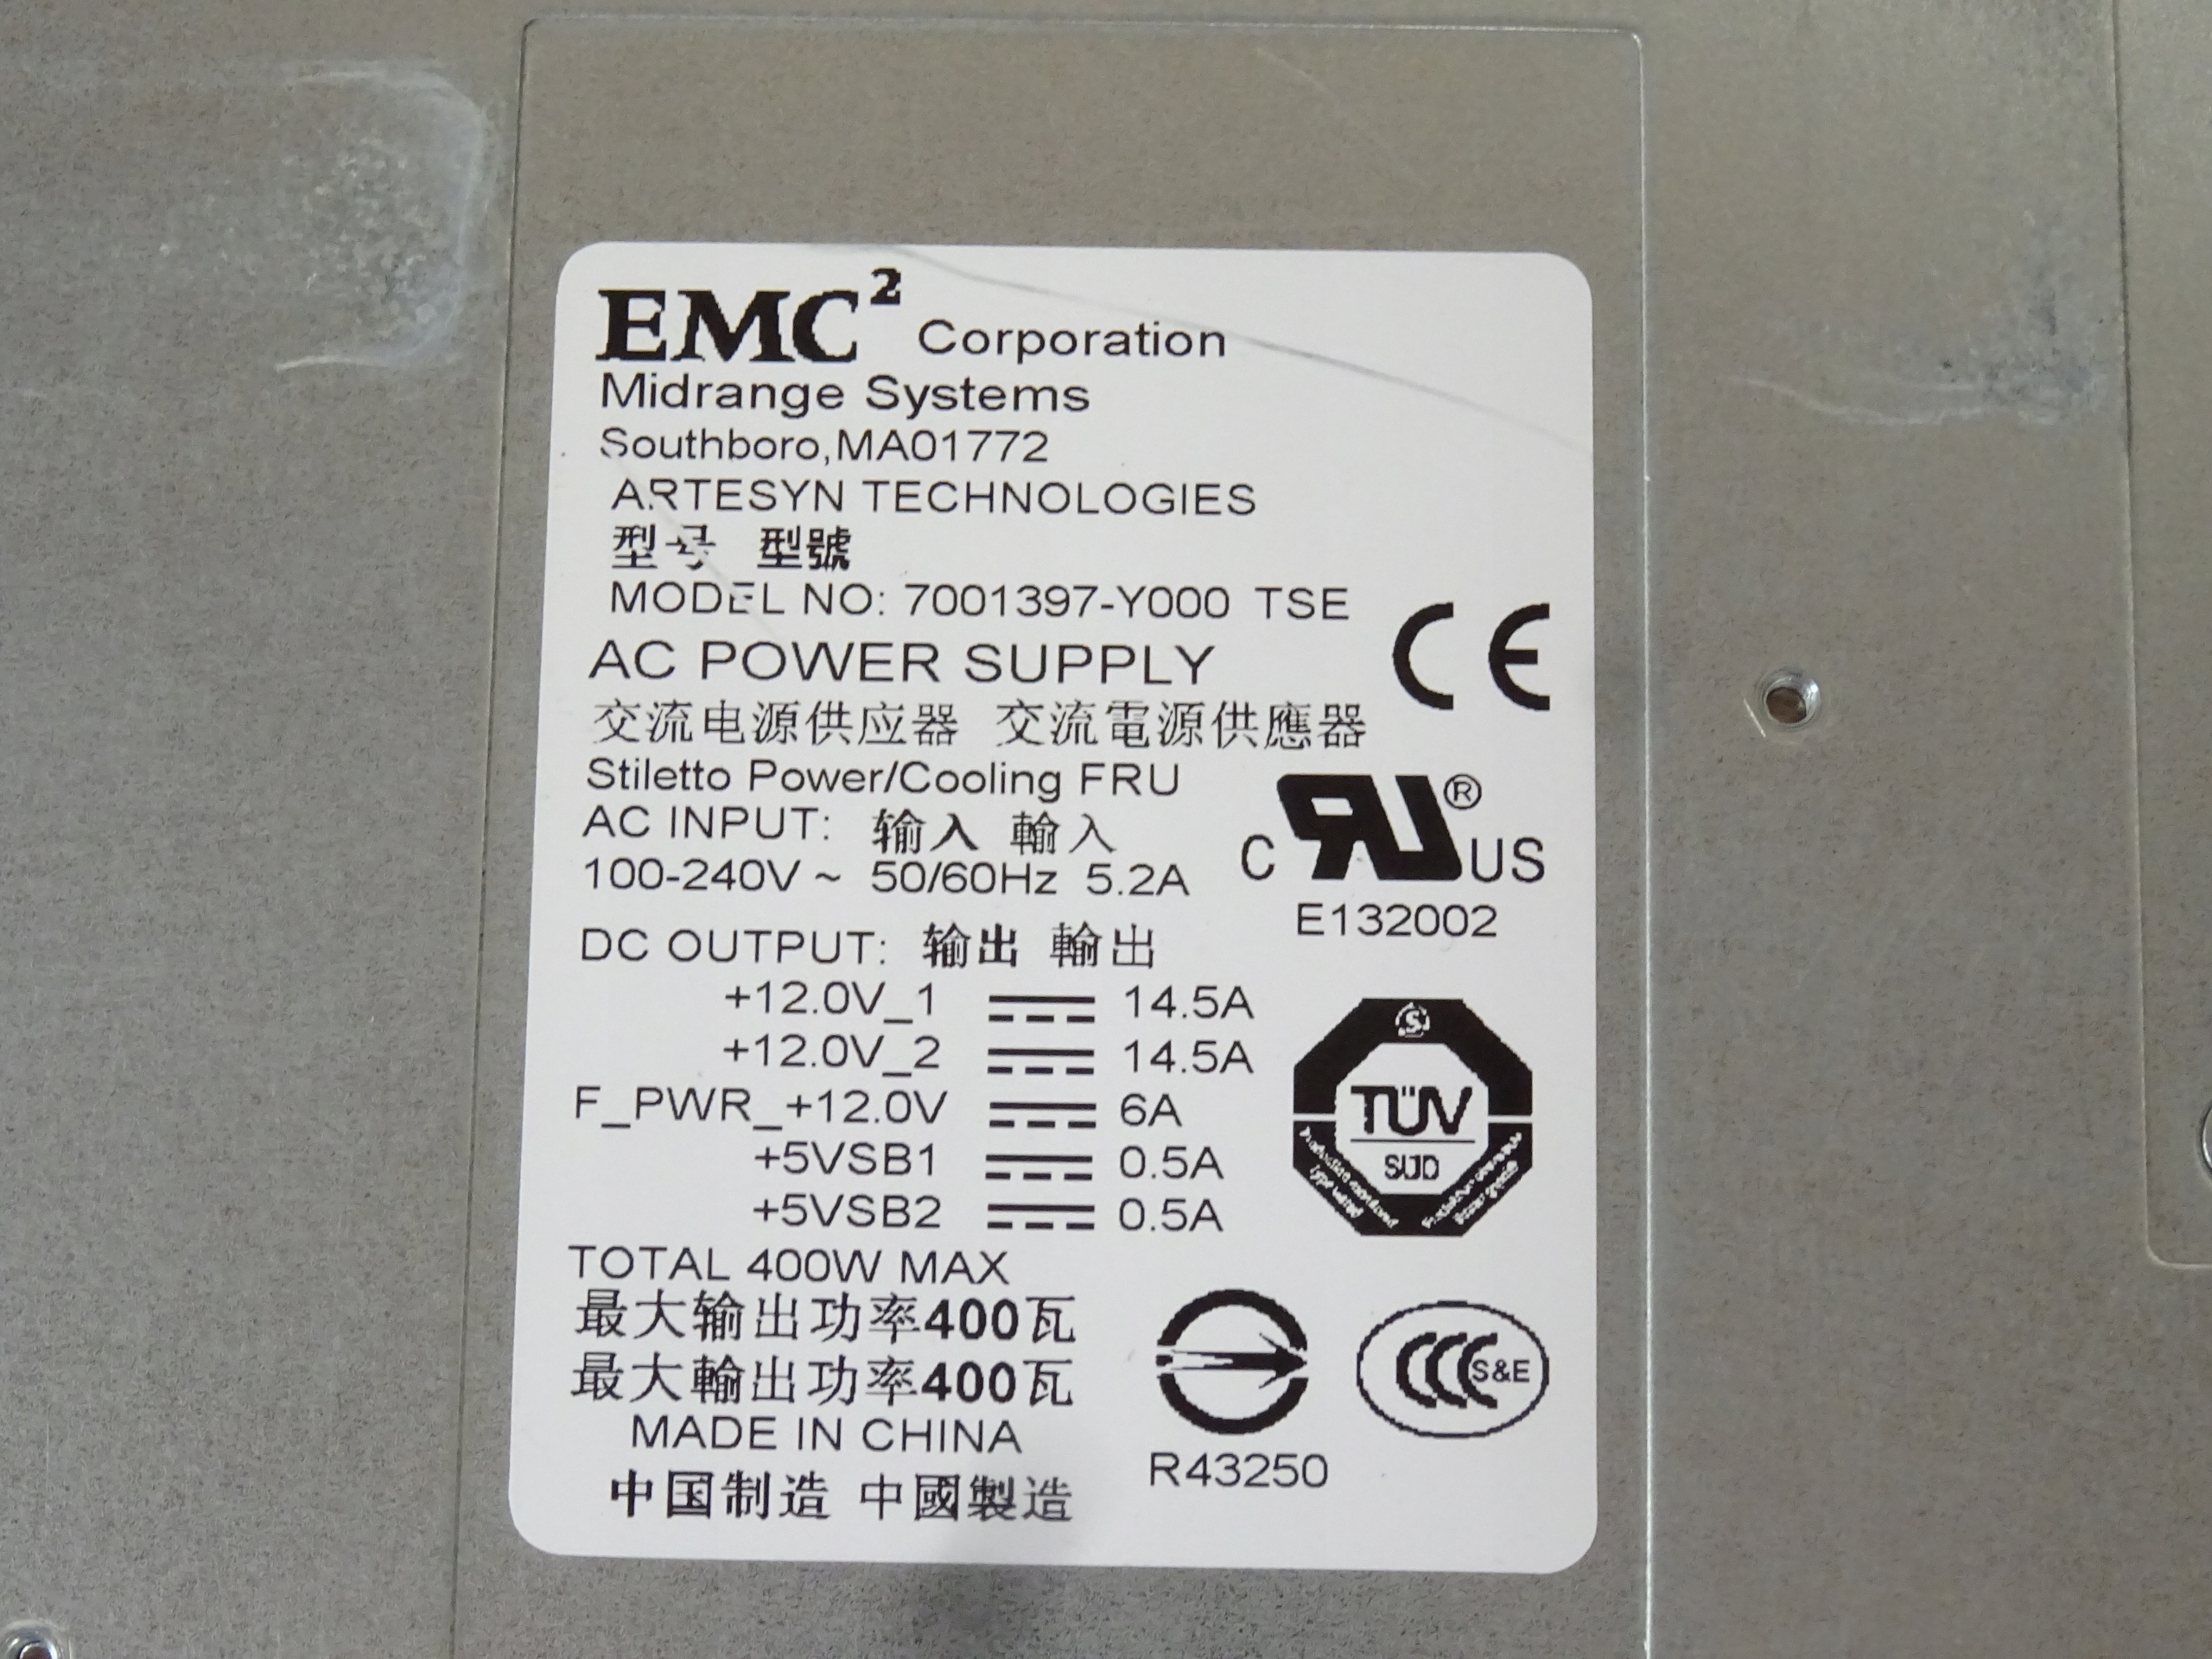 EMC² Corporation
Midrange Systems
Southboro,MA01772
ARTESYN TECHNOLOGIES
型号 型號
MODEL NO: 7001397-Y000 TSE
CE
AC POWER SUPPLY
交流电源供应器 交流電源供應器
Stiletto Power/Cooling FRU
AC INPUT: 输入 輸入
100-240V ~ 50/60Hz 5.2A
C RU® US
E132002
DC OUTPUT: 输出 輸出
+12.0V_1 14.5A
+12.0V_2 14.5A
F_PWR_+12.0V 6A
+5VSB1 0.5A
+5VSB2 0.5A
S
TÜV
SÜD
TOTAL 400W MAX
最大输出功率400瓦
最大輸出功率400瓦
MADE IN CHINA
中国制造 中國製造
R43250
CCC S&E